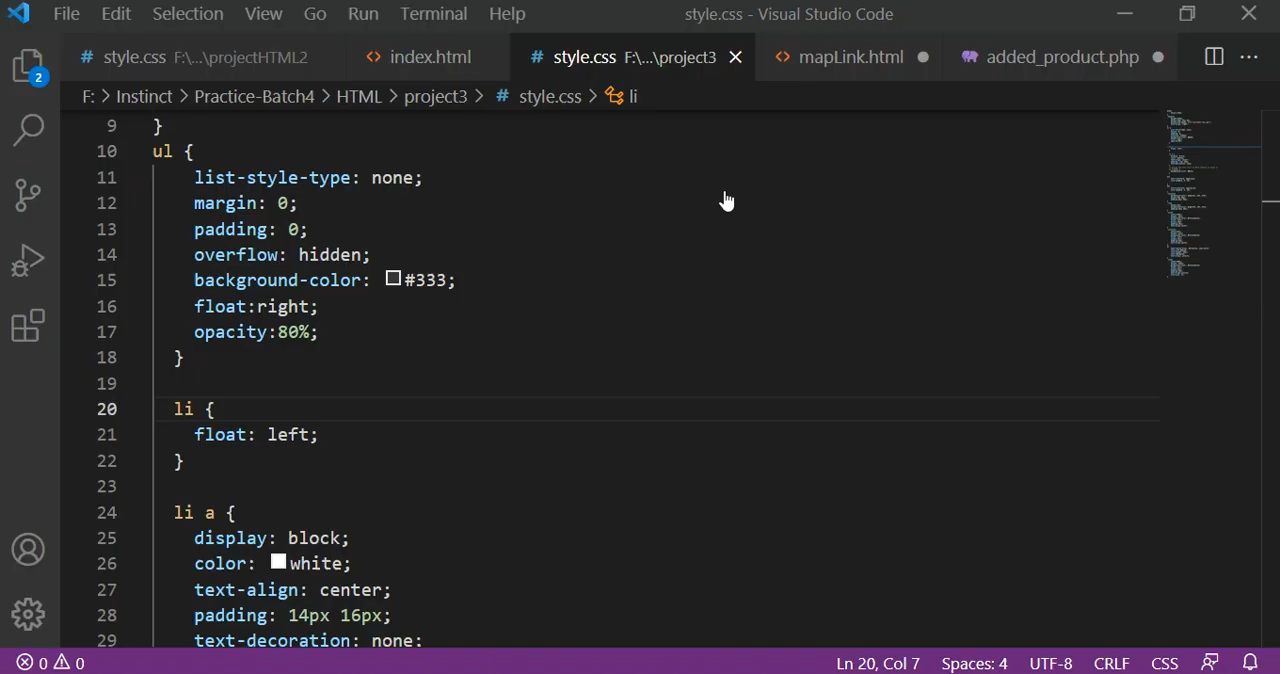 File Edit Selection View Go Run Terminal Help style.css - Visual Studio Code
# style.css F:\...\projectHTML2 <> index.html # style.css F:\...\project3 <> mapLink.html added_product.php
2
F: > Instinct > Practice-Batch4 > HTML > project3 > # style.css > li
9 }
10 ul {
11 list-style-type: none;
12 margin: 0;
13 padding: 0;
14 overflow: hidden;
15 background-color: #333;
16 float:right;
17 opacity:80%;
18 }
19
20 li {
21 float: left;
22 }
23
24 li a {
25 display: block;
26 color: white;
27 text-align: center;
28 padding: 14px 16px;
29 text-decoration: none;
0 0 Ln 20, Col 7 Spaces: 4 UTF-8 CRLF CSS